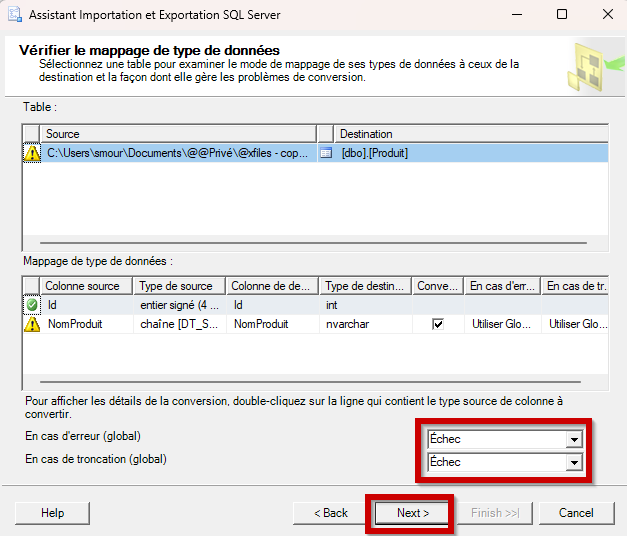 Assistant Importation et Exportation SQL Server
Vérifier le mappage de type de données
Sélectionnez une table pour examiner le mode de mappage de ses types de données à ceux de la
destination et la façon dont elle gère les problèmes de conversion.
Table :
Source Destination
C:\Users\smour\Documents\@@Privé\@xfiles - cop... [dbo].[Produit]
Mappage de type de données :
Colonne source Type de source Colonne de de... Type de destin... Conve... En cas d'err... En cas de tr...
Id entier signé (4 ... Id int
NomProduit chaîne [DT_S... NomProduit nvarchar Utiliser Glo... Utiliser Glo...
Pour afficher les détails de la conversion, double-cliquez sur la ligne qui contient le type source de colonne à
convertir.
En cas d'erreur (global) Échec
En cas de troncation (global) Échec
Help < Back Next > Finish >>| Cancel